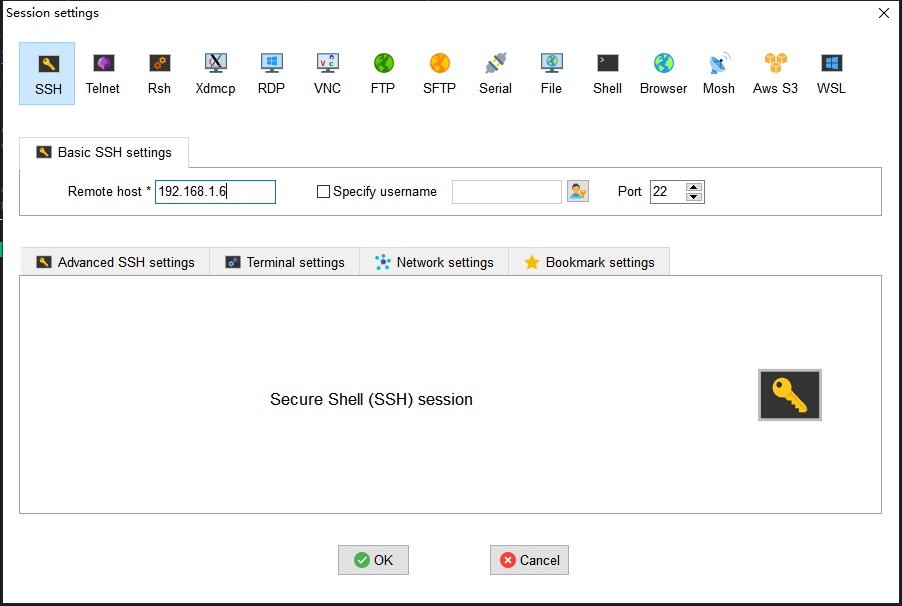 Session settings
SSH Telnet Rsh Xdmcp RDP VNC FTP SFTP Serial File Shell Browser Mosh Aws S3 WSL
Basic SSH settings
Remote host * 192.168.1.6 Specify username Port 22
Advanced SSH settings Terminal settings Network settings Bookmark settings
Secure Shell (SSH) session
OK Cancel